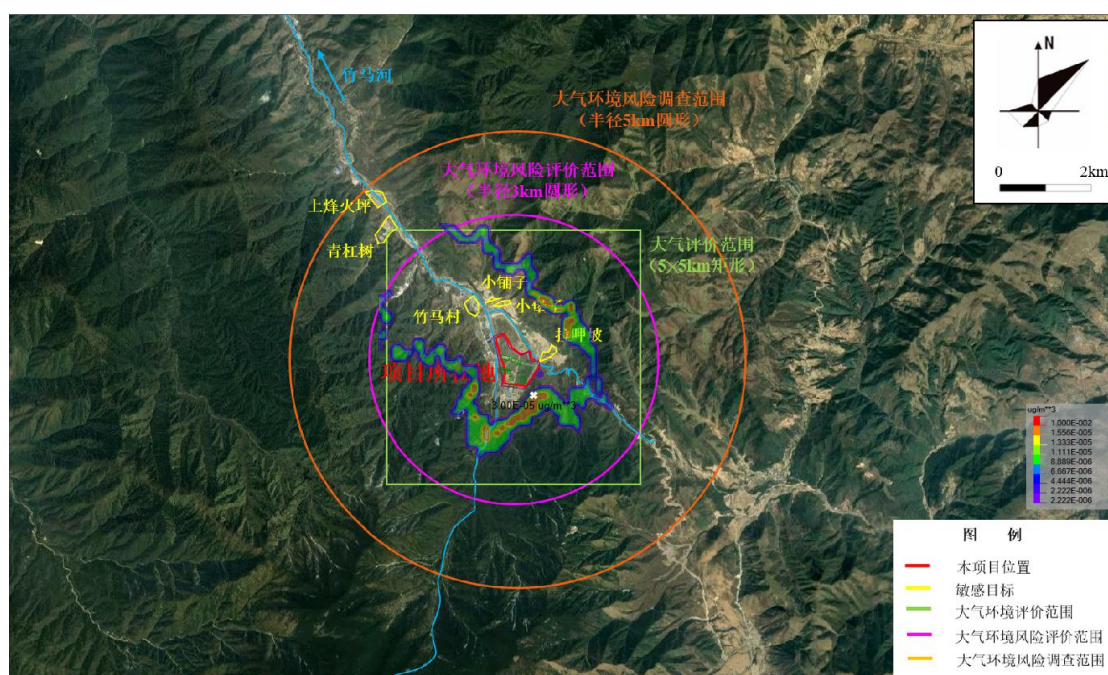 N
0 2km
竹马河
大气环境风险调查范围
（半径5km圆形）
大气环境风险评价范围
（半径3km圆形）
上烽火坪
青杠树
大气评价范围
（5×5km矩形）
小铺子
竹马村
项目所在地
3.00E-05 ug/m**3
ug/m**3
1.000E-002
1.556E-005
1.333E-005
1.111E-005
8.889E-006
6.667E-006
4.444E-006
2.222E-006
2.222E-006
图 例
本项目位置
敏感目标
大气环境评价范围
大气环境风险评价范围
大气环境风险调查范围